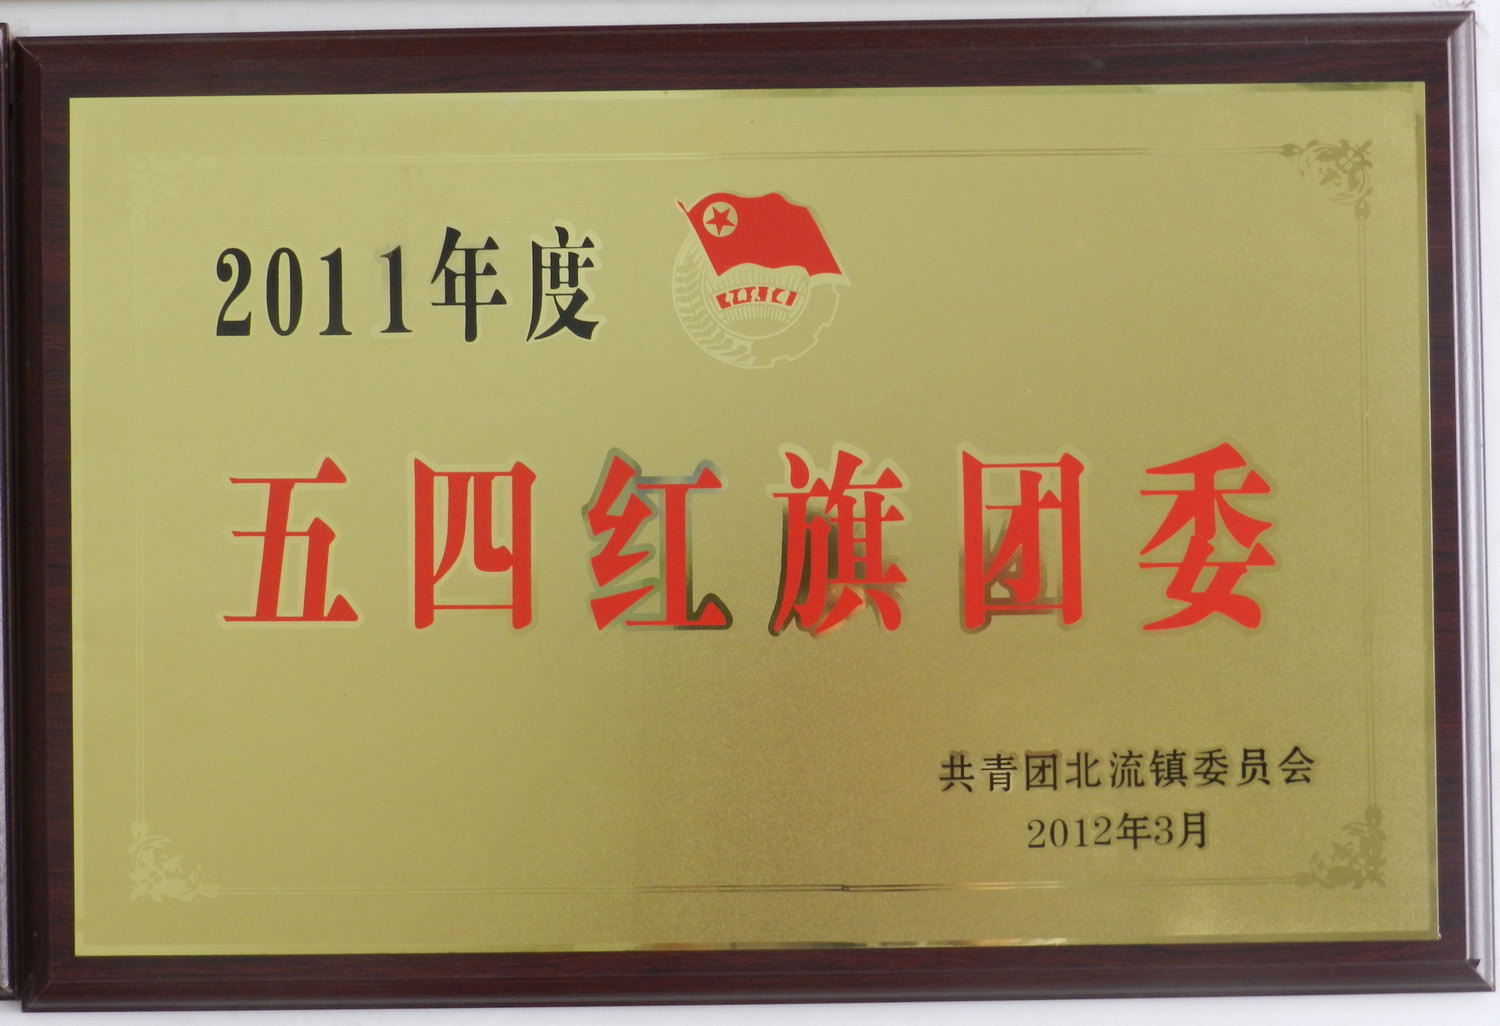 2011年度
五四红旗团委
共青团北流镇委员会
2012年3月